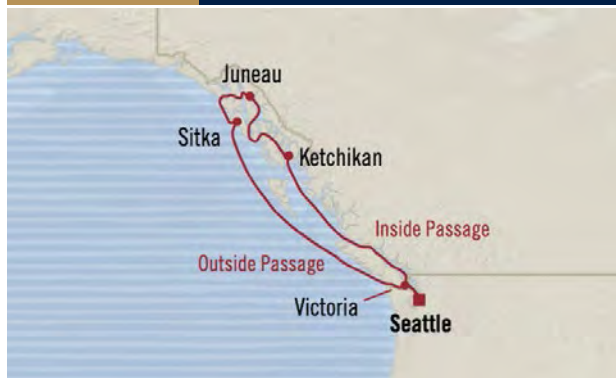 Juneau
Sitka
Ketchikan
Inside Passage
Outside Passage
Victoria
Seattle